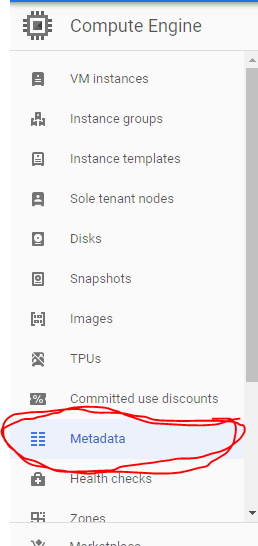 Compute Engine
VM instances
Instance groups
Instance templates
Sole tenant nodes
Disks
Snapshots
Images
TPUs
Committed use discounts
Metadata
Health checks
Zones
Marketplace